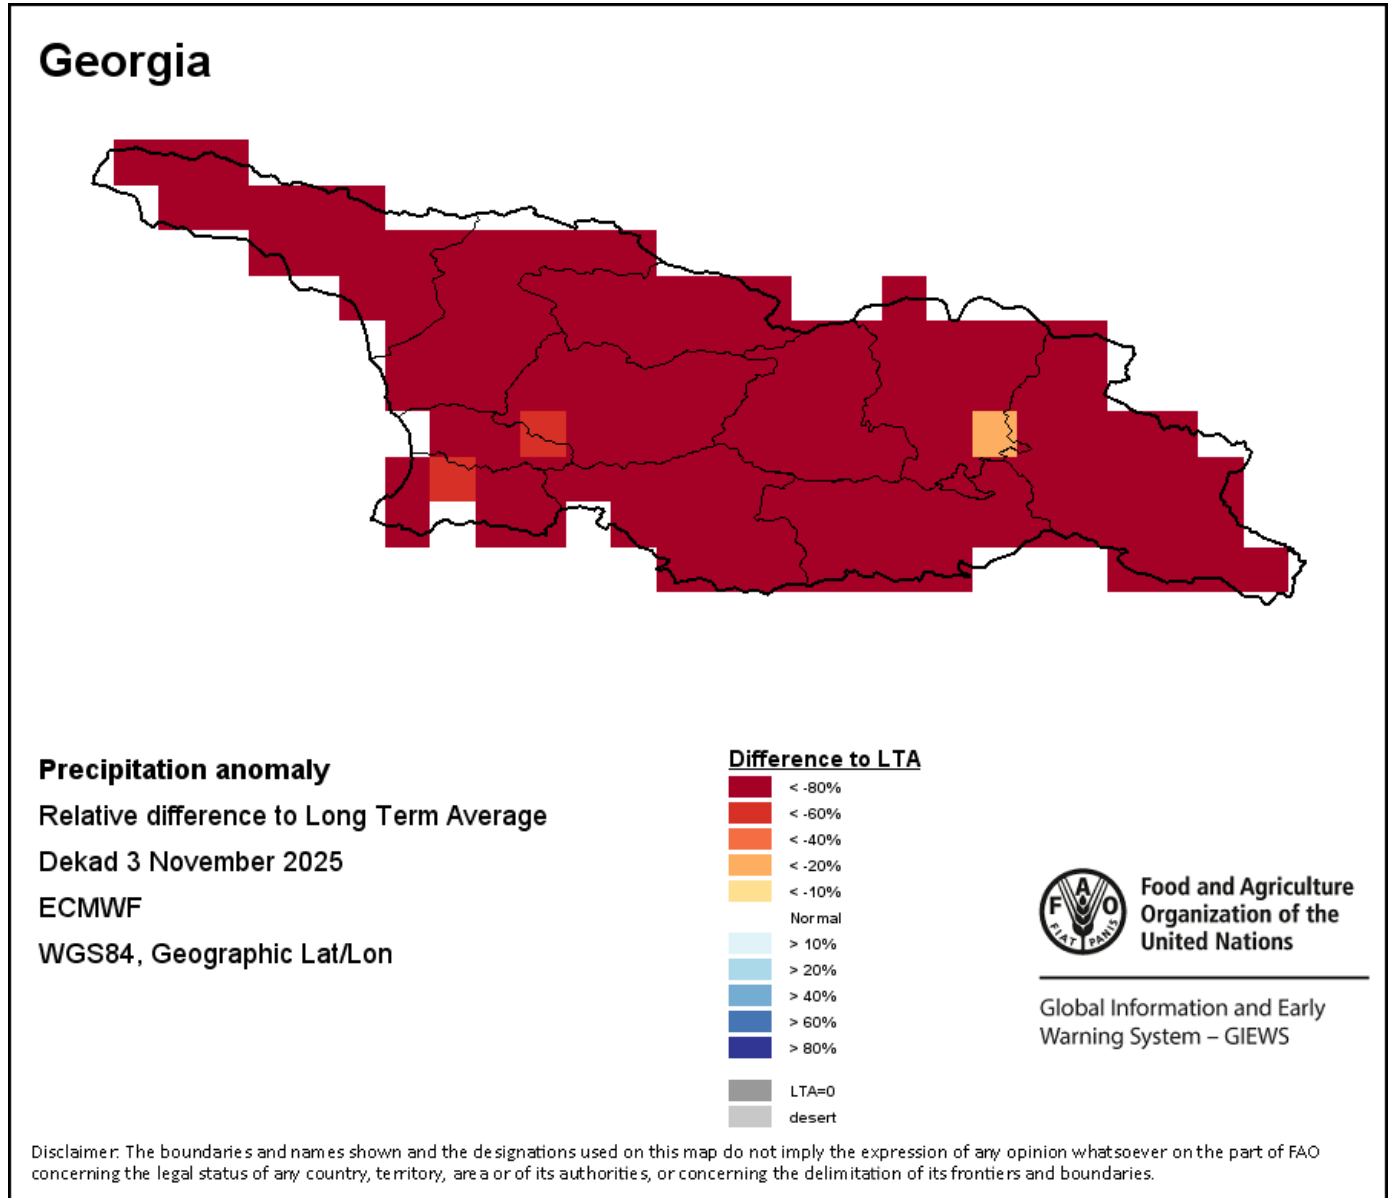 Georgia
Precipitation anomaly
Relative difference to Long Term Average
Dekad 3 November 2025
ECMWF
WGS84, Geographic Lat/Lon
Difference to LTA
< -80%
< -60%
< -40%
< -20%
< -10%
Normal
> 10%
> 20%
> 40%
> 60%
> 80%
LTA=0
desert
F A O
FIAT PANIS
Food and Agriculture
Organization of the
United Nations
Global Information and Early
Warning System – GIEWS
Disclaimer: The boundaries and names shown and the designations used on this map do not imply the expression of any opinion whatsoever on the part of FAO
concerning the legal status of any country, territory, area or of its authorities, or concerning the delimitation of its frontiers and boundaries.